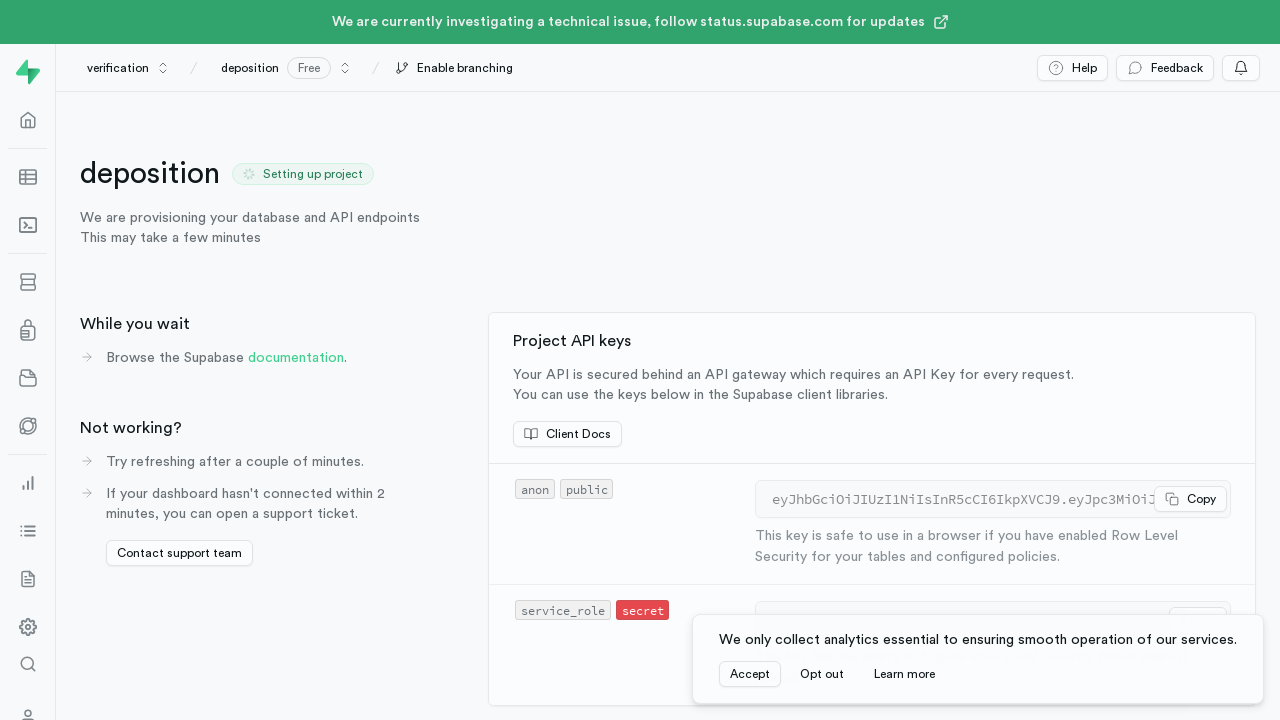 We are currently investigating a technical issue, follow status.supabase.com for updates
verification / deposition Free / Enable branching
Help Feedback
deposition Setting up project
We are provisioning your database and API endpoints
This may take a few minutes
While you wait
Browse the Supabase documentation.
Not working?
Try refreshing after a couple of minutes.
If your dashboard hasn't connected within 2
minutes, you can open a support ticket.
Contact support team
Project API keys
Your API is secured behind an API gateway which requires an API Key for every request.
You can use the keys below in the Supabase client libraries.
Client Docs
anon public
eyJhbGciOiJIUzI1NiIsInR5cCI6IkpXVCJ9.eyJpc3MiOiJ Copy
This key is safe to use in a browser if you have enabled Row Level
Security for your tables and configured policies.
service_role secret
We only collect analytics essential to ensuring smooth operation of our services.
Accept Opt out Learn more